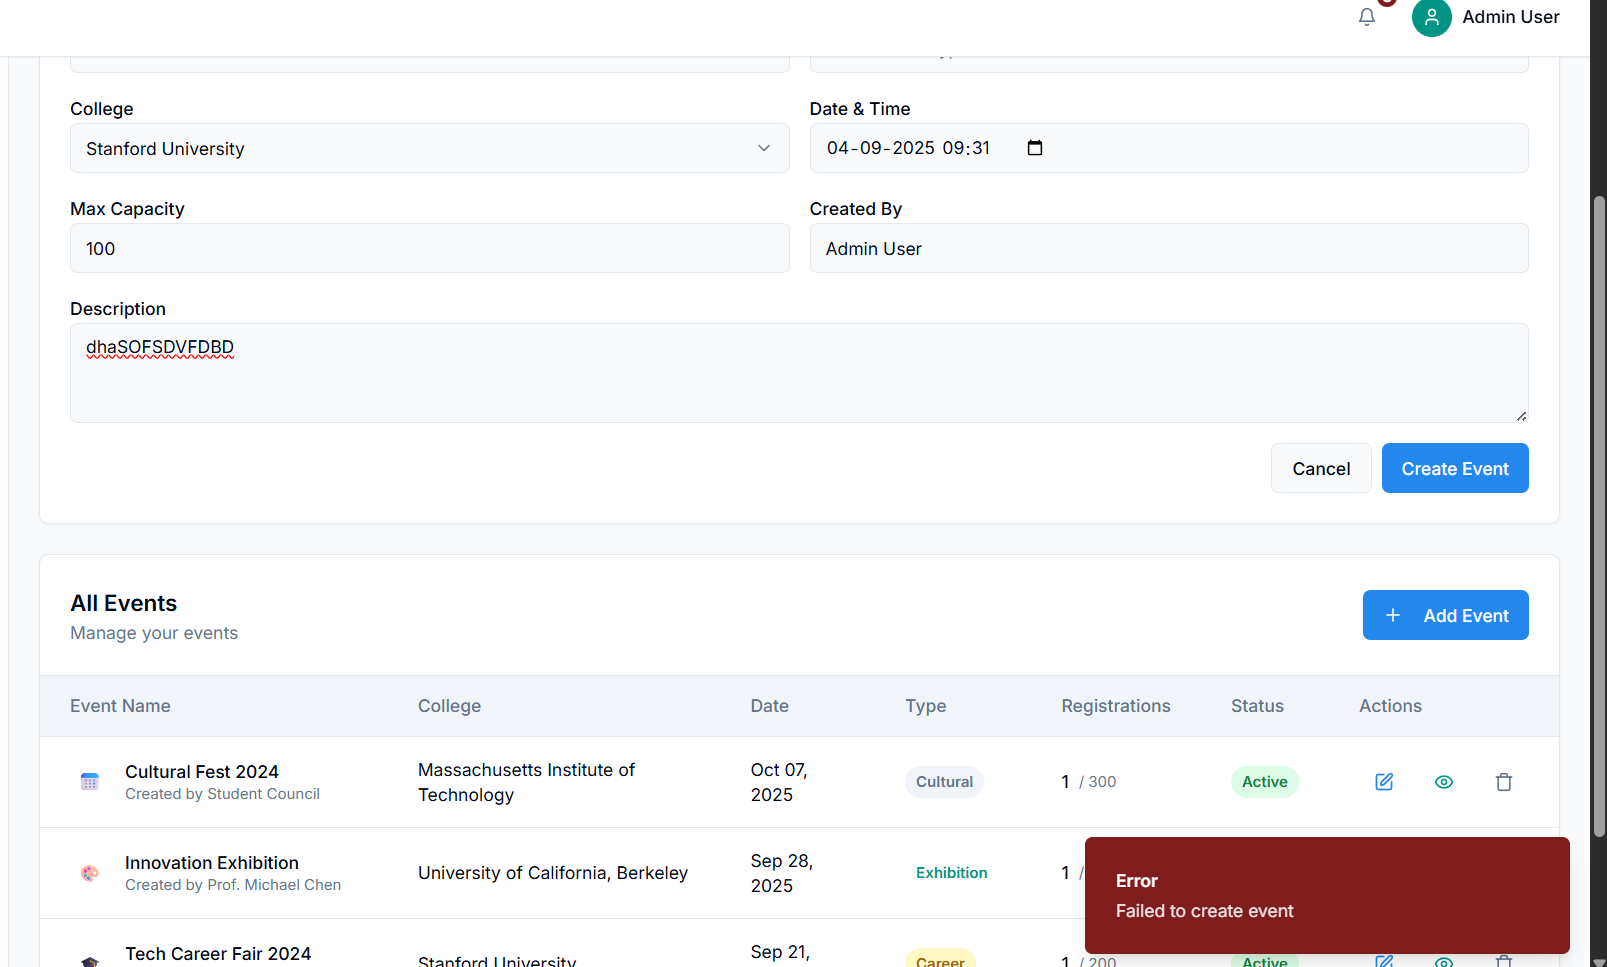 Admin User
College
Date & Time
Stanford University
04-09-2025 09:31
Max Capacity
Created By
100
Admin User
Description
dhaSOFSDVFDBD
Cancel
Create Event
All Events
Manage your events
+ Add Event
Event Name College Date Type Registrations Status Actions
Cultural Fest 2024
Created by Student Council
Massachusetts Institute of
Technology
Oct 07,
2025
Cultural
1 / 300
Active
Innovation Exhibition
Created by Prof. Michael Chen
University of California, Berkeley
Sep 28,
2025
Exhibition
1 /
Error
Failed to create event
Tech Career Fair 2024
Stanford University
Sep 21,
Career
1 / 200
Active